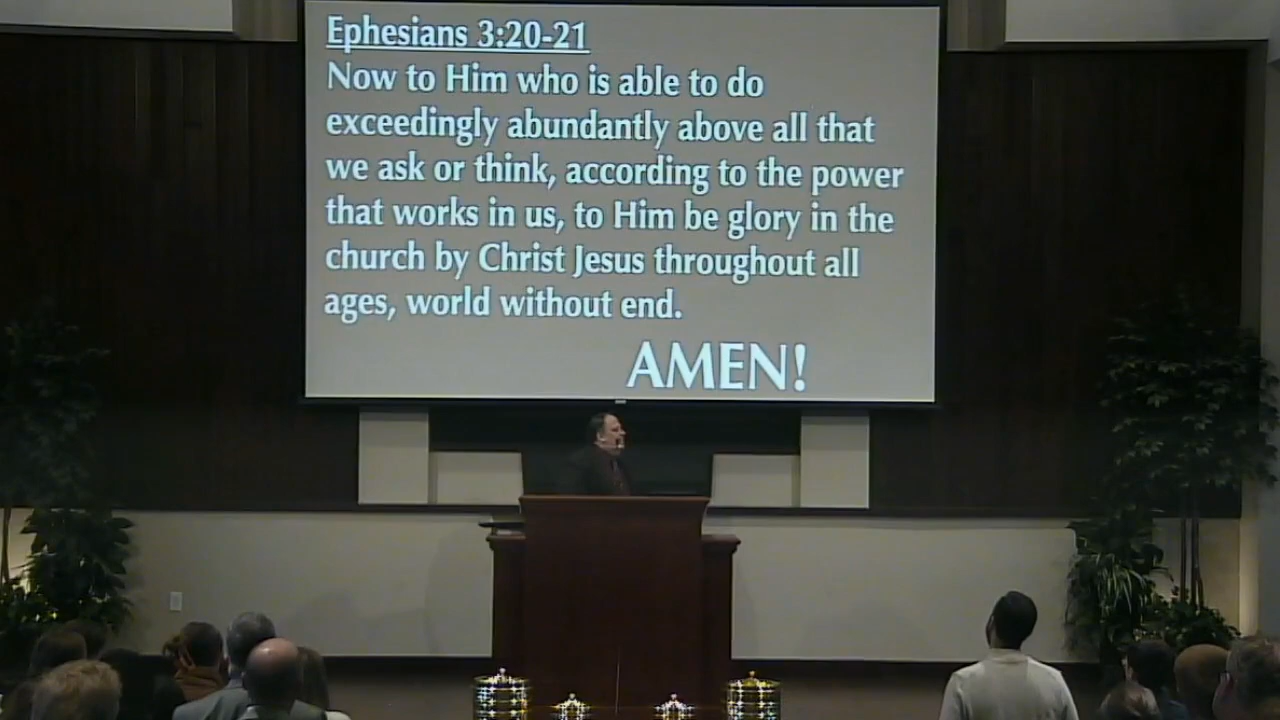 Ephesians 3:20-21
Now to Him who is able to do
exceedingly abundantly above all that
we ask or think, according to the power
that works in us, to Him be glory in the
church by Christ Jesus throughout all
ages, world without end.
AMEN!